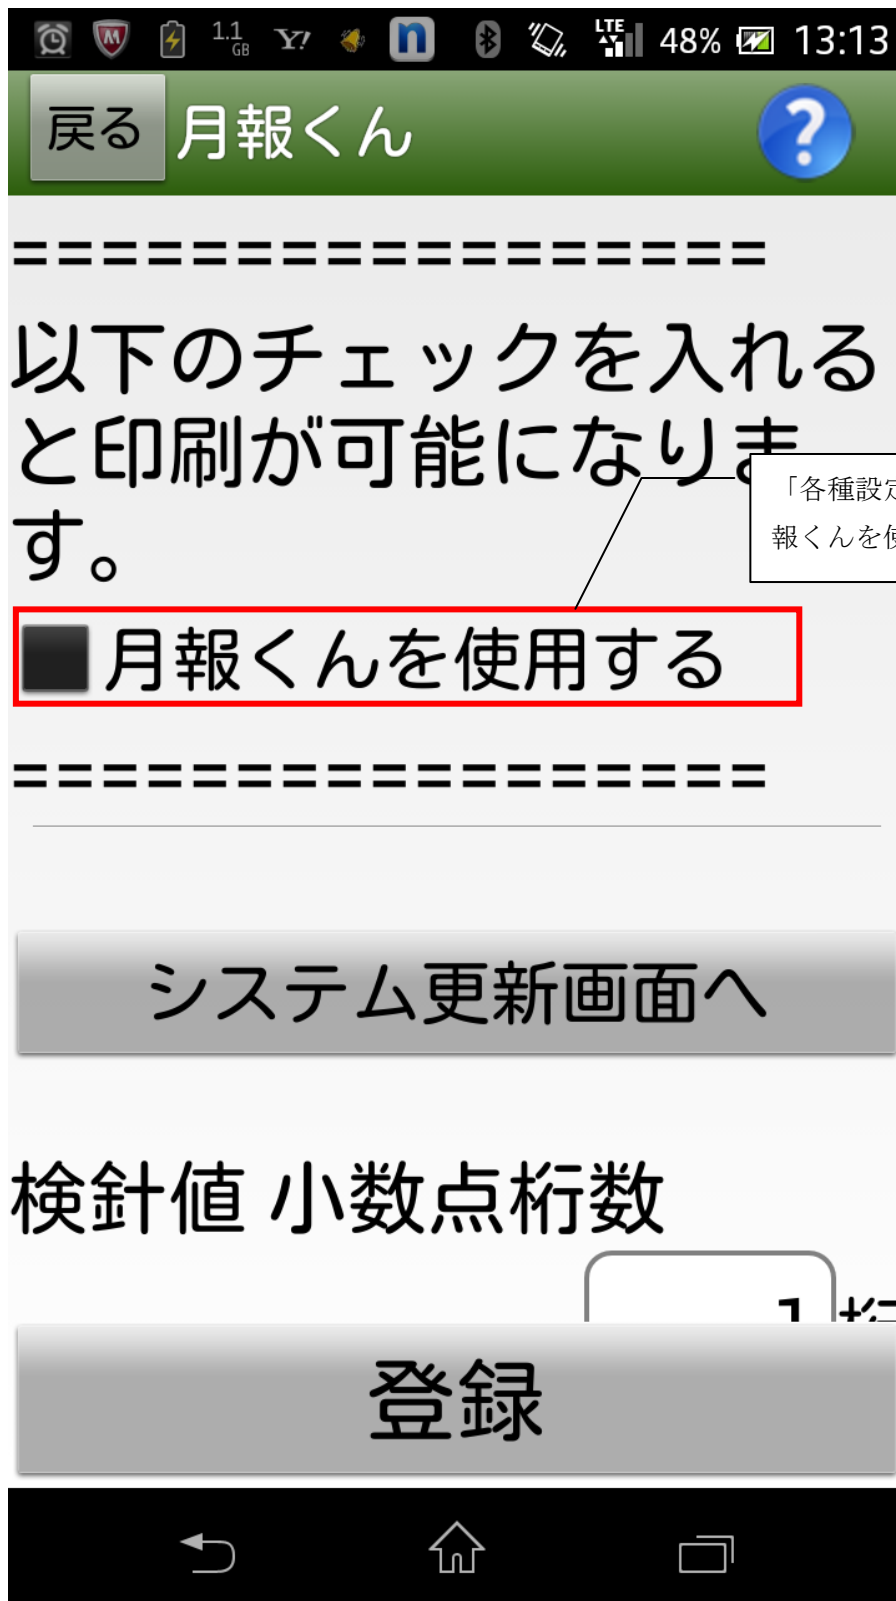 1.1
GB
Y!
n
LTE
48%
13:13
戻る
月報くん
?
=================
以下のチェックを入れる
と印刷が可能になりま
す。
「各種設定
報くんを使
月報くんを使用する
=================
システム更新画面へ
検針値 小数点桁数
1 桁
登録